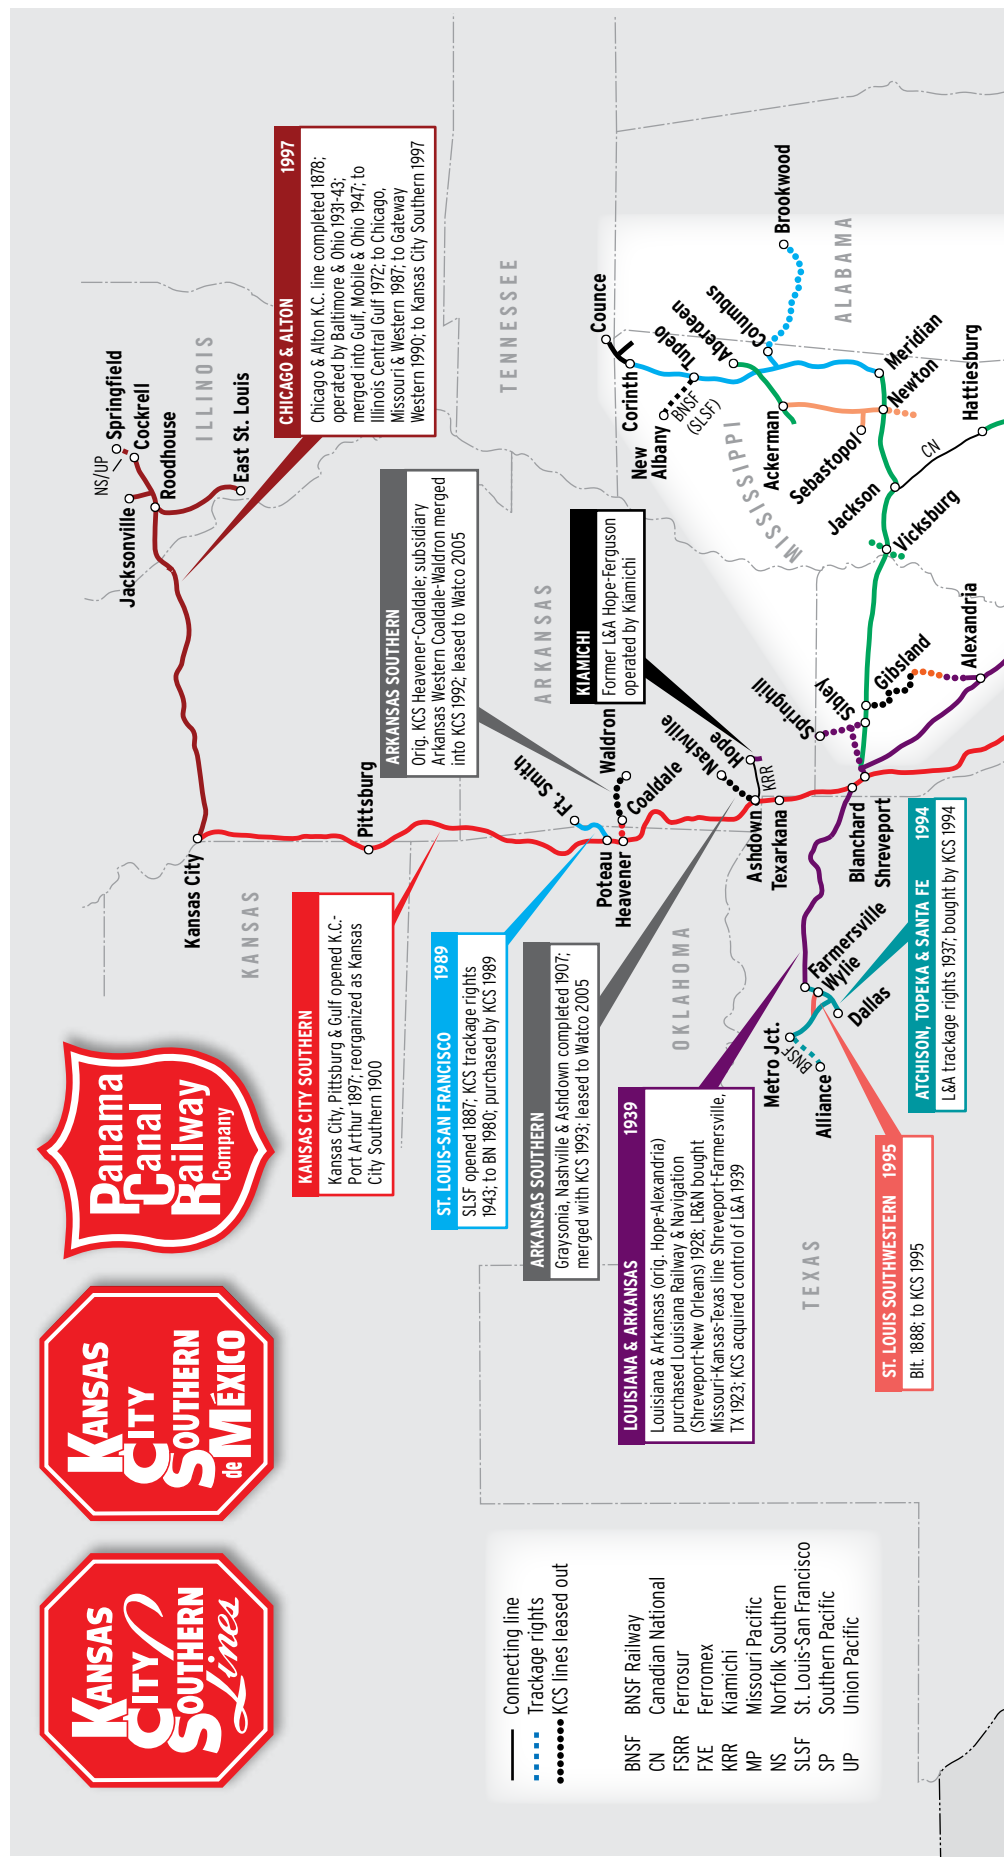 KANSAS
CITY
SOUTHERN
Lines
KANSAS
CITY
SOUTHERN
de MÉXICO
Panama
Canal
Railway
Company
Connecting line
Trackage rights
KCS lines leased out
BNSF BNSF Railway
CN Canadian National
FSRR Ferrosur
FXE Ferromex
KRR Kiamichi
MP Missouri Pacific
NS Norfolk Southern
SLSF St. Louis-San Francisco
SP Southern Pacific
UP Union Pacific
KANSAS CITY SOUTHERN
Kansas City, Pittsburg & Gulf opened K.C.-
Port Arthur 1897; reorganized as Kansas
City Southern 1900
ST. LOUIS-SAN FRANCISCO 1989
SLSF opened 1887; KCS trackage rights
1943; to BN 1980; purchased by KCS 1989
ARKANSAS SOUTHERN
Graysonia, Nashville & Ashdown completed 1907;
merged with KCS 1993; leased to Watco 2005
LOUISIANA & ARKANSAS 1939
Louisiana & Arkansas (orig. Hope-Alexandria)
purchased Louisiana Railway & Navigation
(Shreveport-New Orleans) 1928; LR&N bought
Missouri-Kansas-Texas line Shreveport-Farmersville,
TX 1923; KCS acquired control of L&A 1939
ST. LOUIS SOUTHWESTERN 1995
Blt. 1888; to KCS 1995
ATCHISON, TOPEKA & SANTA FE 1994
L&A trackage rights 1937; bought by KCS 1994
CHICAGO & ALTON 1997
Chicago & Alton K.C. line completed 1878;
operated by Baltimore & Ohio 1931-43;
merged into Gulf, Mobile & Ohio 1947; to
Illinois Central Gulf 1972; to Chicago,
Missouri & Western 1987; to Gateway
Western 1990; to Kansas City Southern 1997
ARKANSAS SOUTHERN
Orig. KCS Heavener-Coaldale; subsidiary
Arkansas Western Coaldale-Waldron merged
into KCS 1992; leased to Watco 2005
KIAMICHI
Former L&A Hope-Ferguson
operated by Kiamichi
KANSAS
OKLAHOMA
TEXAS
ILLINOIS
ARKANSAS
TENNESSEE
MISSISSIPPI
ALABAMA
Kansas City
Pittsburg
Jacksonville
NS/UP
Springfield
Cockrell
Roodhouse
East St. Louis
Ft. Smith
Poteau
Heavener
Waldron
Coaldale
Nashville
Hope
KRR
Ashdown
Texarkana
Blanchard
Shreveport
Metro Jct.
BNSF
Alliance
Farmersville
Wylie
Dallas
Springhill
Sibley
Gibsland
Alexandria
Vicksburg
Jackson
CN
Hattiesburg
Newton
Meridian
Sebastopol
Ackerman
New
Albany
BNSF
(SLSF)
Corinth
Counce
Tupelo
Aberdeen
Columbus
Brookwood